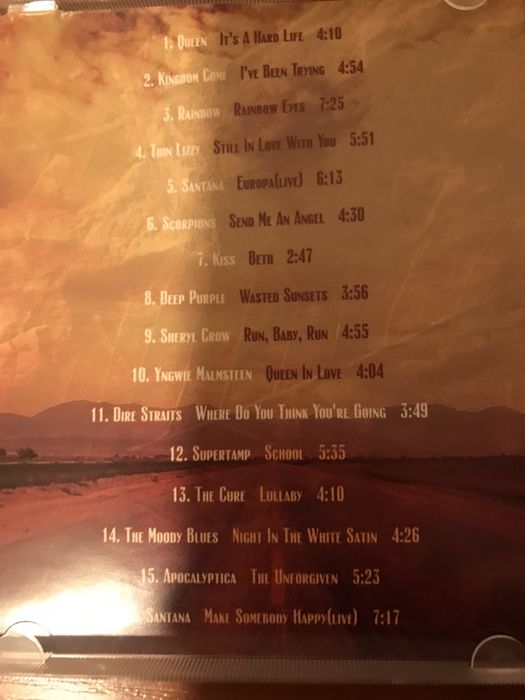 1. Queen It's A Hard Life 4:10
2. Kingdom Come I've Been Trying 4:54
3. Rainbow Rainbow Eyes 7:25
4. Thin Lizzy Still In Love With You 5:51
5. Santana Europa(live) 6:13
6. Scorpions Send Me An Angel 4:30
7. Kiss Beth 2:47
8. Deep Purple Wasted Sunsets 3:56
9. Sheryl Crow Run, Baby, Run 4:55
10. Yngwie Malmsteen Queen In Love 4:04
11. Dire Straits Where Do You Think You're Going 3:49
12. Supertamp School 5:35
13. The Cure Lullaby 4:10
14. The Moody Blues Night In The White Satin 4:26
15. Apocalyptica The Unforgiven 5:23
Santana Make Somebody Happy(live) 7:17